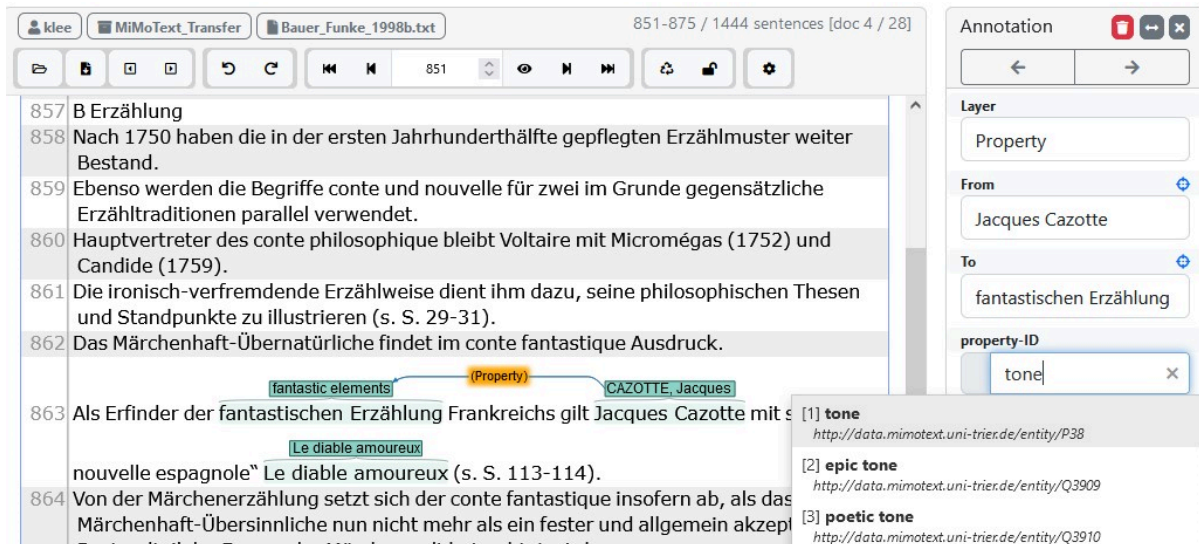 klee MiMoText_Transfer Bauer_Funke_1998b.txt 851-875 / 1444 sentences [doc 4 / 28]
851
857 B Erzählung
858 Nach 1750 haben die in der ersten Jahrhunderthälfte gepflegten Erzählmuster weiter
Bestand.
859 Ebenso werden die Begriffe conte und nouvelle für zwei im Grunde gegensätzliche
Erzähltraditionen parallel verwendet.
860 Hauptvertreter des conte philosophique bleibt Voltaire mit Micromégas (1752) und
Candide (1759).
861 Die ironisch-verfremdende Erzählweise dient ihm dazu, seine philosophischen Thesen
und Standpunkte zu illustrieren (s. S. 29-31).
862 Das Märchenhaft-Übernatürliche findet im conte fantastique Ausdruck.
(Property)
fantastic elements CAZOTTE, Jacques
863 Als Erfinder der fantastischen Erzählung Frankreichs gilt Jacques Cazotte mit s
Le diable amoureux
nouvelle espagnole“ Le diable amoureux (s. S. 113-114).
864 Von der Märchenerzählung setzt sich der conte fantastique insofern ab, als das
Märchenhaft-Übersinnliche nun nicht mehr als ein fester und allgemein akzept
Annotation
Layer
Property
From
Jacques Cazotte
To
fantastischen Erzählung
property-ID
tone
[1] tone
http://data.mimotext.uni-trier.de/entity/P38
[2] epic tone
http://data.mimotext.uni-trier.de/entity/Q3909
[3] poetic tone
http://data.mimotext.uni-trier.de/entity/Q3910